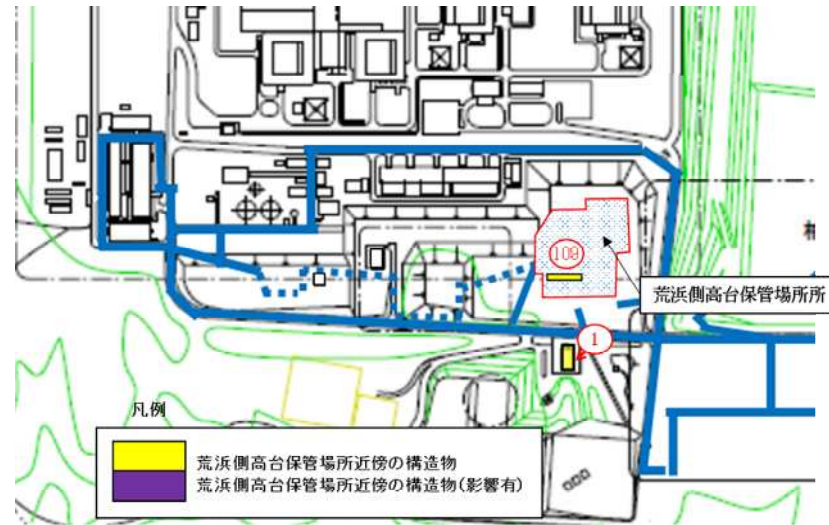 109
荒浜側高台保管場所所
1
凡例
荒浜側高台保管場所近傍の構造物
荒浜側高台保管場所近傍の構造物(影響有)